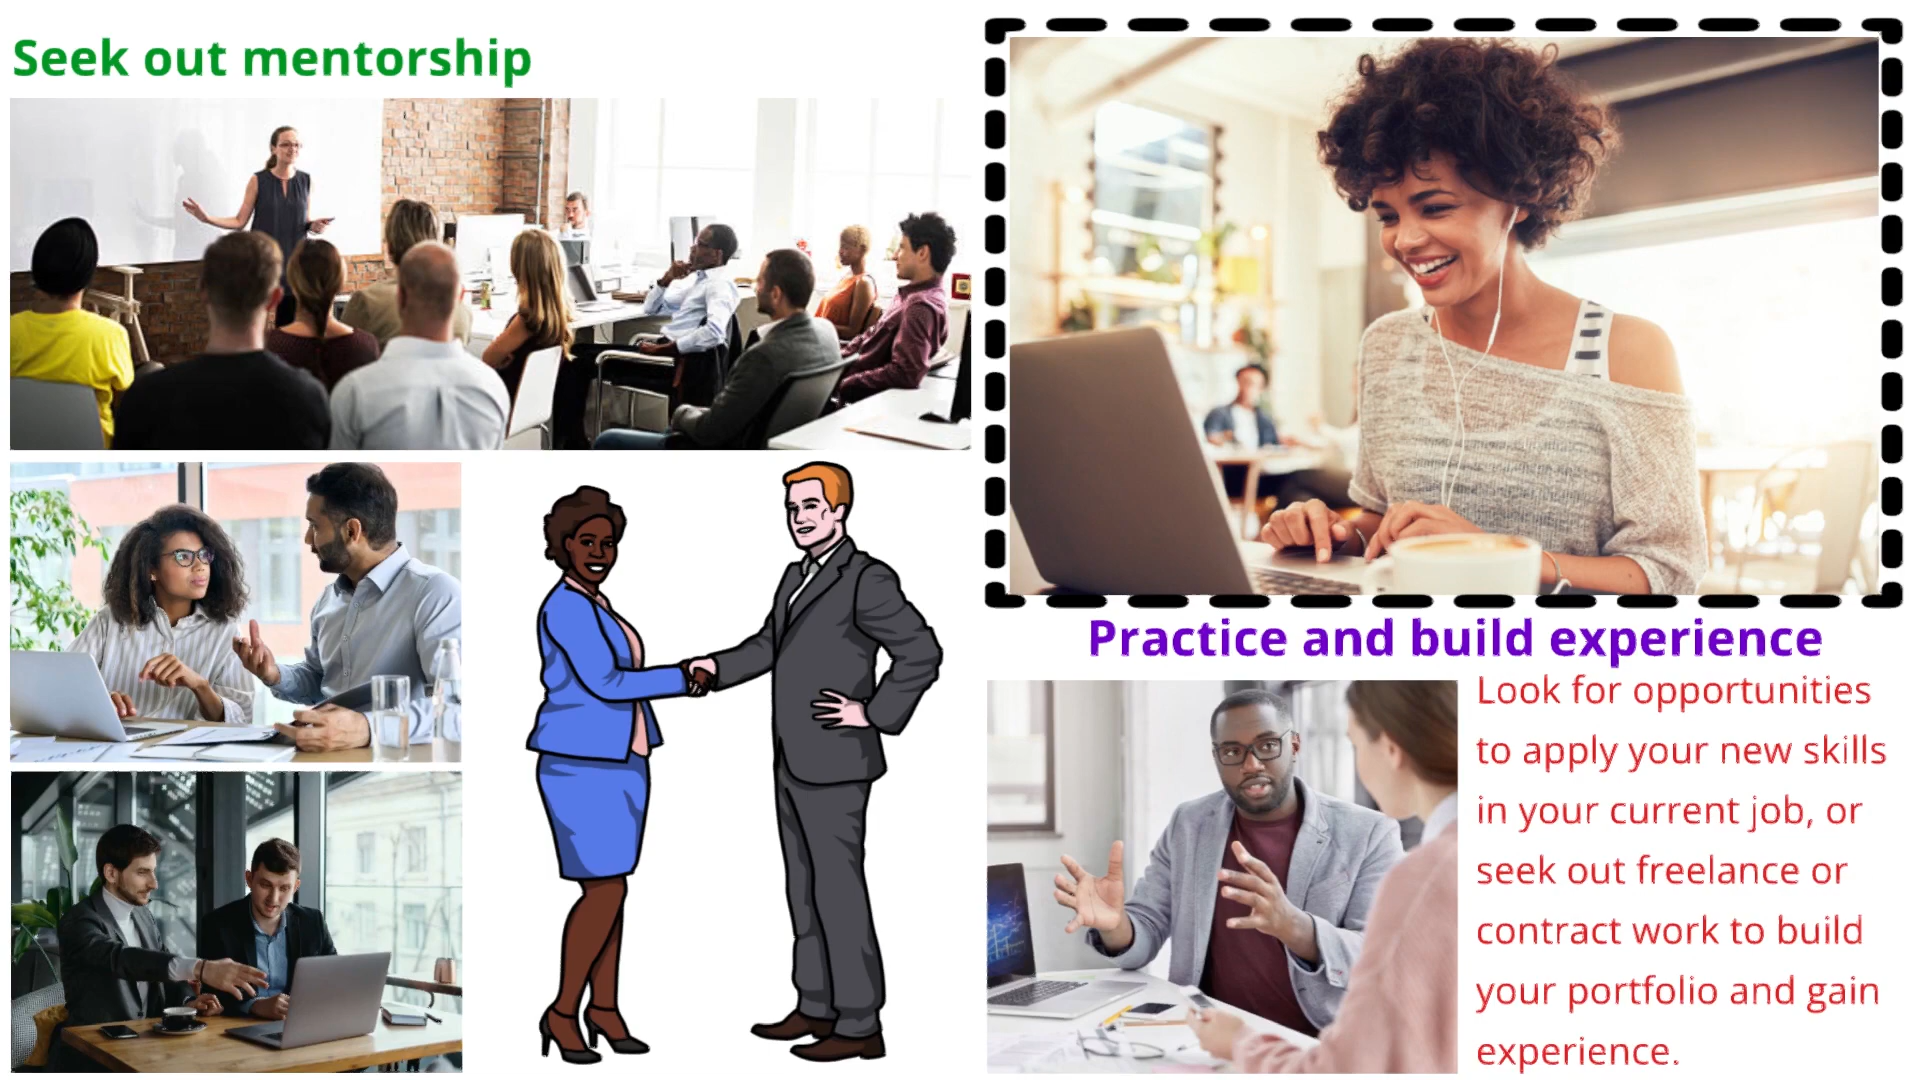 Seek out mentorship
Practice and build experience
Look for opportunities
to apply your new skills
in your current job, or
seek out freelance or
contract work to build
your portfolio and gain
experience.